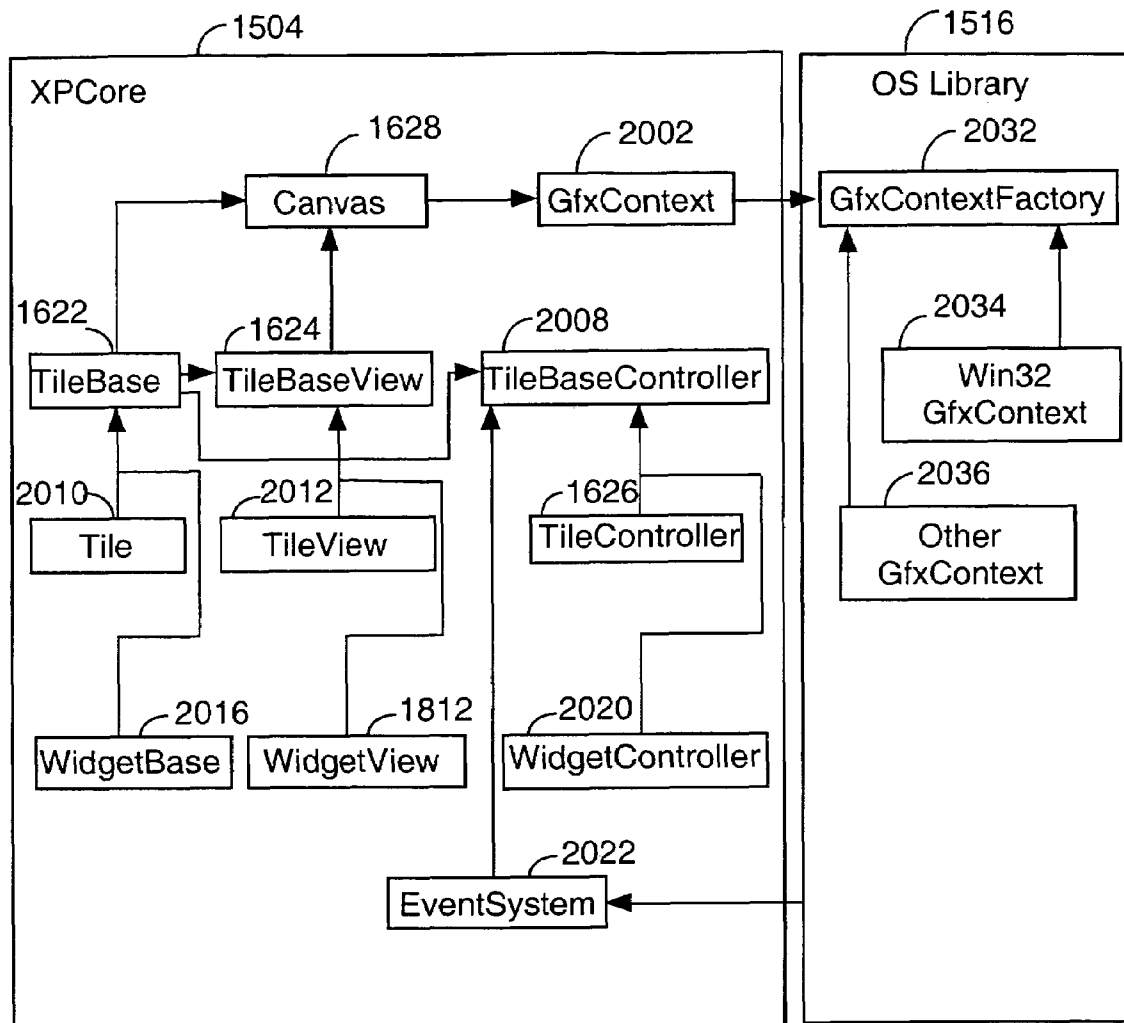 1504
1516
XPCore
OS Library
1628
2002
2032
Canvas
GfxContext
GfxContextFactory
1622
1624
2008
2034
TileBase
TileBaseView
TileBaseController
Win32
GfxContext
2010
2012
1626
2036
Tile
TileView
TileController
Other
GfxContext
2016
1812
2020
WidgetBase
WidgetView
WidgetController
2022
EventSystem